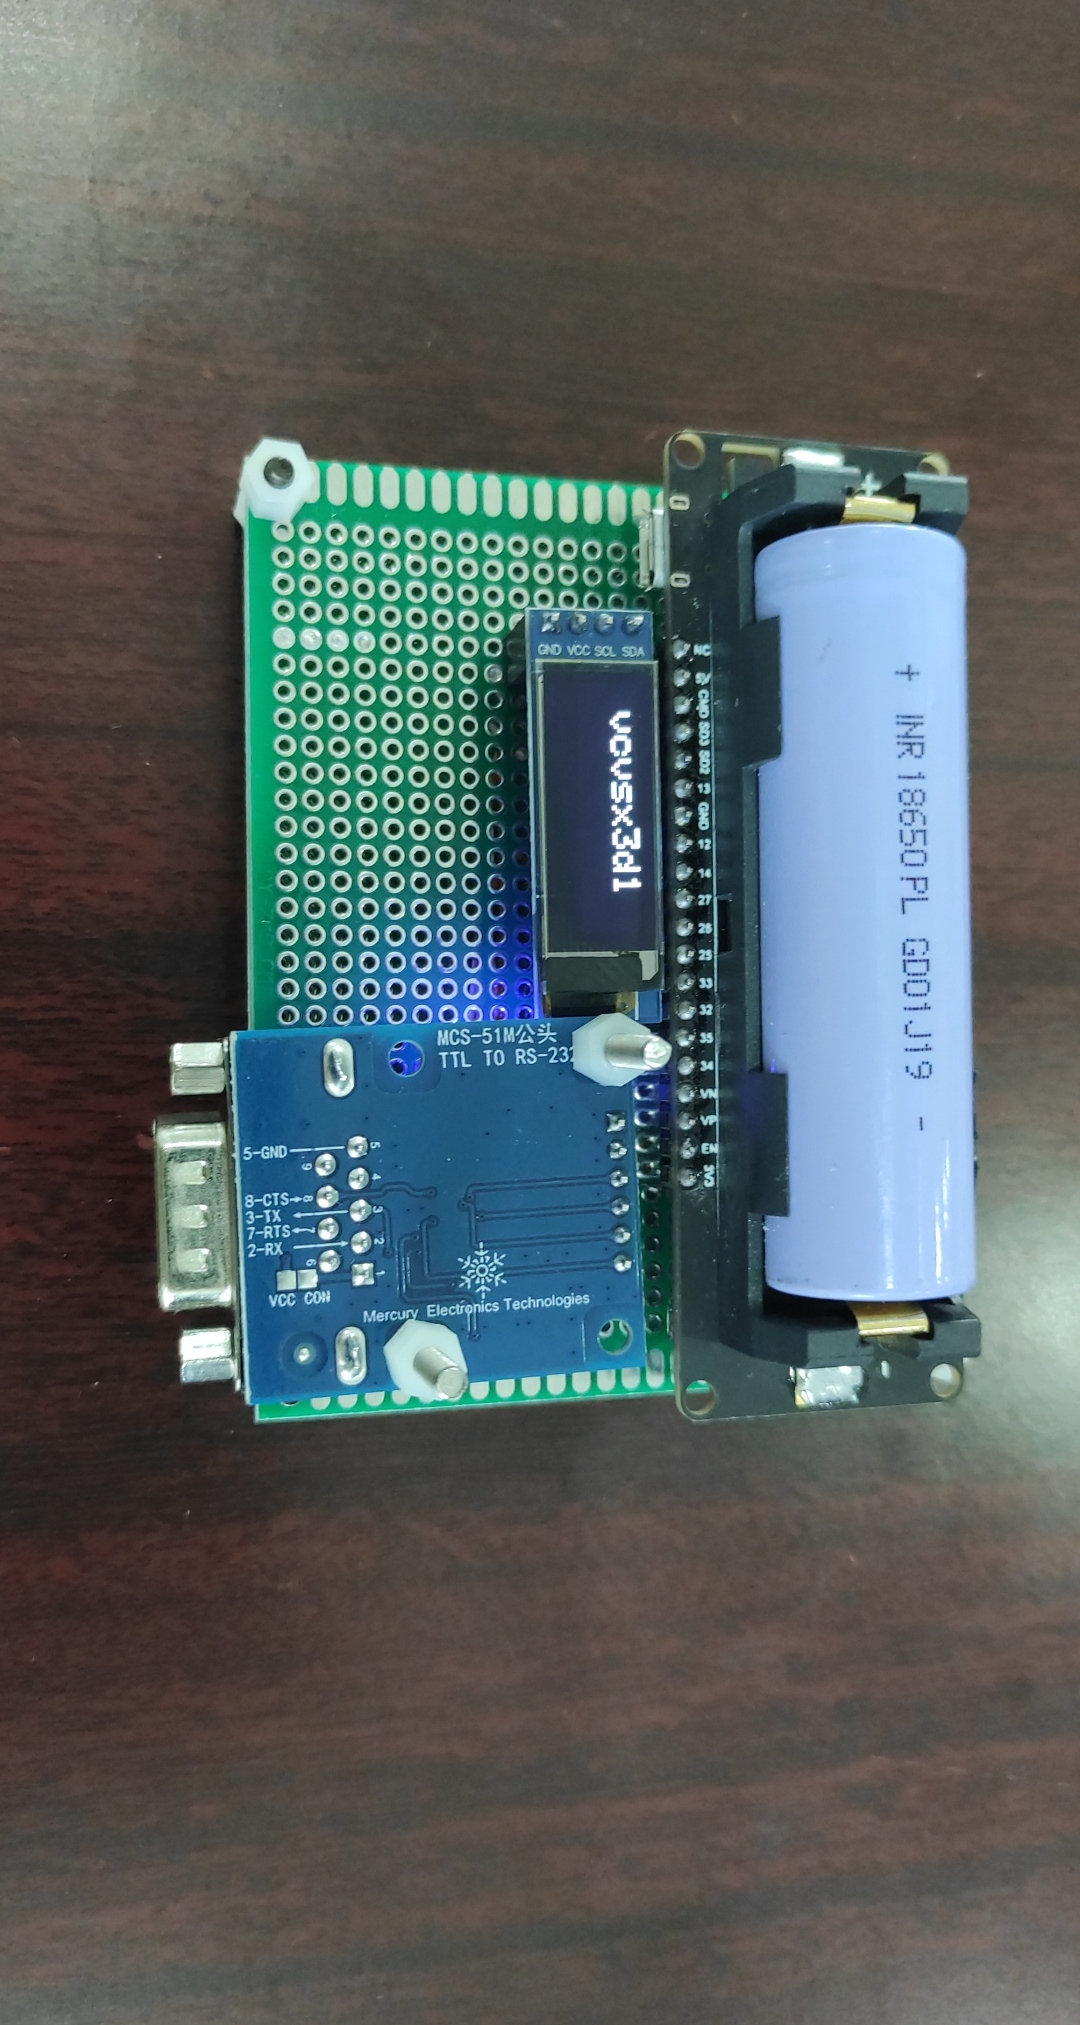 + INR18650PL GD01J19 -
+ -
NC 5V CMD SD3 SD2 13 GND 12 14 27 26 25 33 32 35 34 VN VP EN 3V3
GND VCC SCL SDA
vcvsx3d1
MCS-51M公头
TTL TO RS-232
Mercury Electronics Technologies
5 4 3 2 1
9 8 7 6
5-GND
8-CTS
3-TX
7-RTS
2-RX
VCC CON